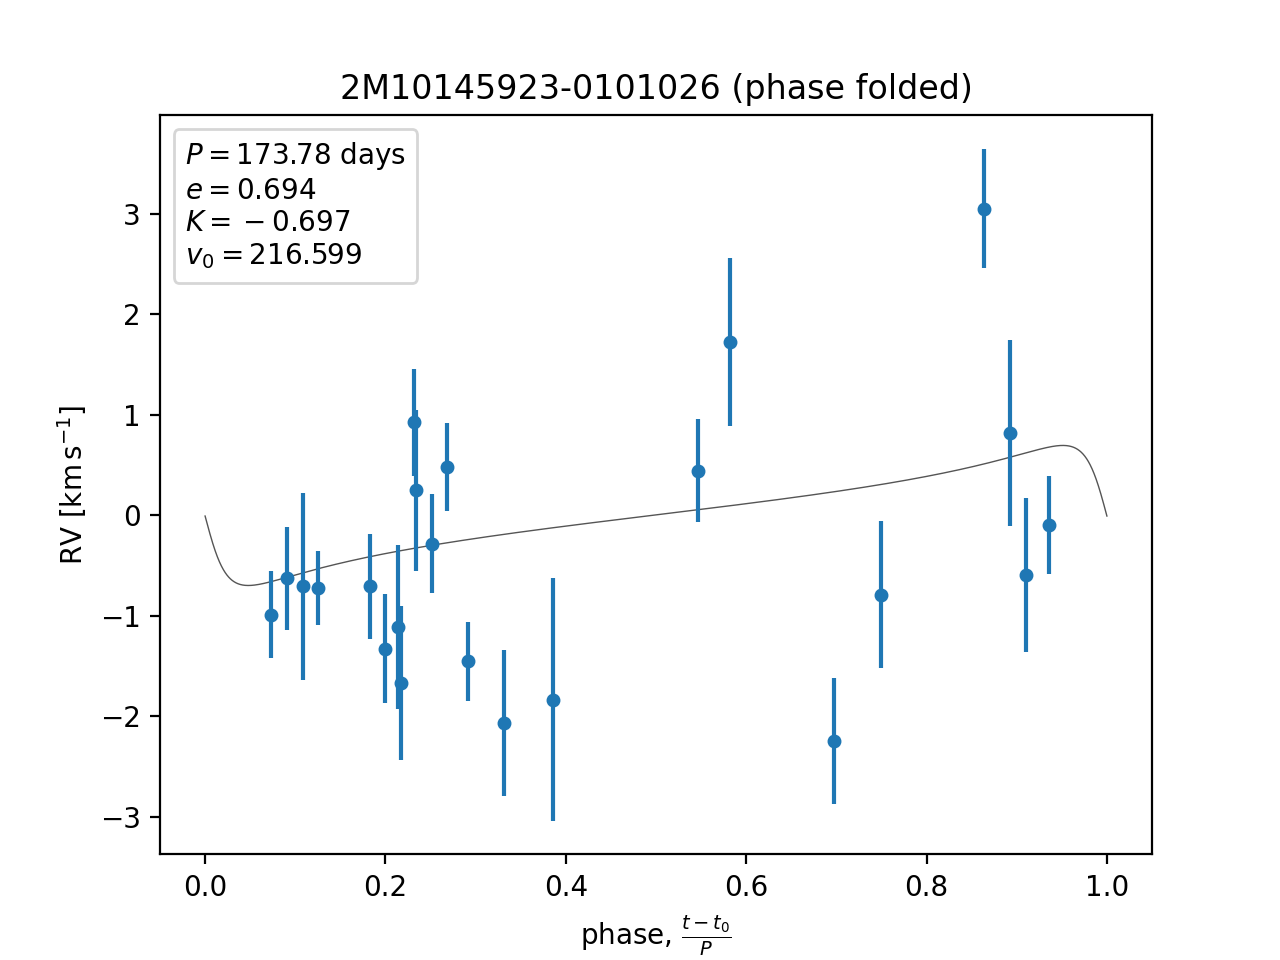 2M10145923-0101026 (phase folded)
P = 173.78 days
e = 0.694
K = −0.697
v₀ = 216.599
RV [km s⁻¹]
3
2
1
0
−1
−2
−3
0.0 0.2 0.4 0.6 0.8 1.0
phase, (t − t₀)/P